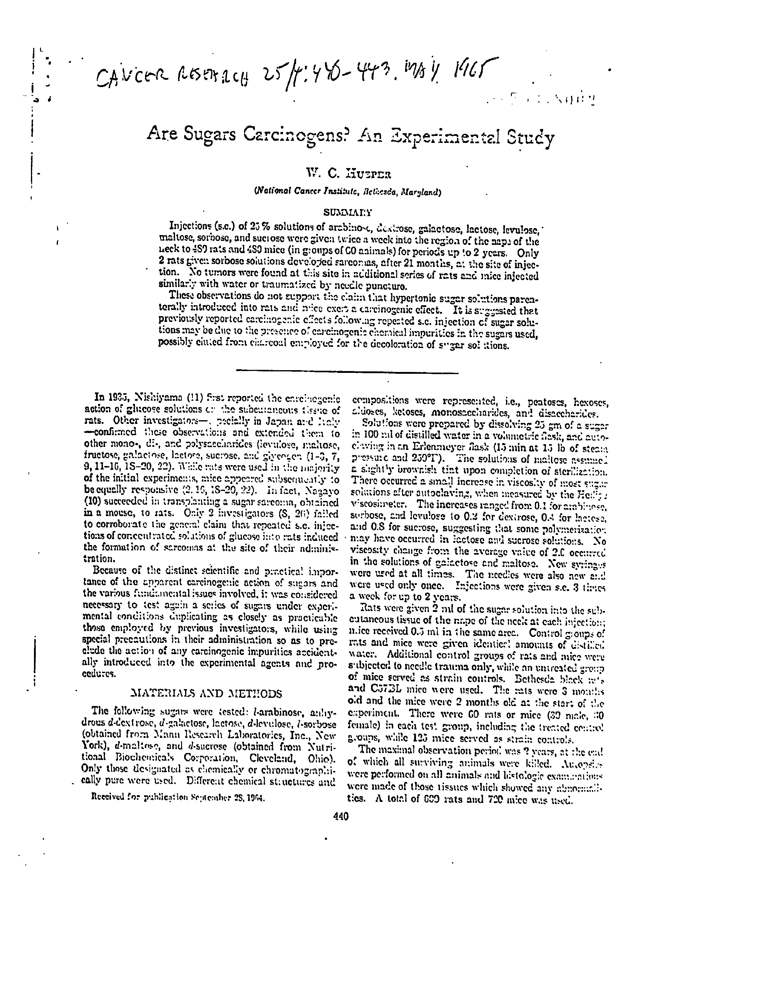 CANCER RESEARCH 25/4:440-443. MAY 1965
Are Sugars Carcinogens? An Experimental Study
W. C. HUEPER
(National Cancer Institute, Bethesda, Maryland)
SUMMARY
Injections (s.c.) of 25% solutions of arabinose, dextrose, galactose, lactose, levulose,
maltose, sorbose, and sucrose were given twice a week into the region of the nape of the
neck to 480 rats and 480 mice (in groups of 60 animals) for periods up to 2 years. Only
2 rats given sorbose solutions developed sarcomas, after 21 months, at the site of injec-
tion. No tumors were found at this site in additional series of rats and mice injected
similarly with water or traumatized by needle puncture.
These observations do not support the claim that hypertonic sugar solutions paren-
terally introduced into rats and mice exert a carcinogenic effect. It is suggested that
previously reported carcinogenic effects following repeated s.c. injection of sugar solu-
tions may be due to the presence of carcinogenic chemical impurities in the sugars used,
possibly eluted from charcoal employed for the decoloration of sugar solutions.
In 1935, Nishiyama (11) first reported the carcinogenic
action of glucose solutions on the subcutaneous tissue of
rats. Other investigators—especially in Japan and Italy
—confirmed these observations and extended them to
other mono-, di-, and polysaccharides (levulose, maltose,
fructose, galactose, lactose, sucrose, and glycogen (1-3, 7,
9, 11-16, 18-20, 22). While rats were used in the majority
of the initial experiments, mice appeared subsequently to
be equally responsive (2, 16, 18-20, 22). In fact, Nagayo
(10) succeeded in transplanting a sugar sarcoma, obtained
in a mouse, to rats. Only 2 investigators (8, 26) failed
to corroborate the general claim that repeated s.c. injec-
tions of concentrated solutions of glucose into rats induced
the formation of sarcomas at the site of their adminis-
tration.
Because of the distinct scientific and practical impor-
tance of the apparent carcinogenic action of sugars and
the various fundamental issues involved, it was considered
necessary to test again a series of sugars under experi-
mental conditions duplicating as closely as practicable
those employed by previous investigators, while using
special precautions in their administration so as to pre-
clude the action of any carcinogenic impurities accident-
ally introduced into the experimental agents and pro-
cedures.
MATERIALS AND METHODS
The following sugars were tested: l-arabinose, anhy-
drous d-dextrose, d-galactose, lactose, d-levulose, l-sorbose
(obtained from Mann Research Laboratories, Inc., New
York), d-maltose, and d-sucrose (obtained from Nutri-
tional Biochemicals Corporation, Cleveland, Ohio).
Only those designated as chemically or chromatographi-
cally pure were used. Different chemical structures and
Received for publication September 28, 1964.
compositions were represented, i.e., pentoses, hexoses,
aldoses, ketoses, monosaccharides, and disaccharides.
Solutions were prepared by dissolving 25 gm of a sugar
in 100 ml of distilled water in a volumetric flask, and auto-
claving in an Erlenmeyer flask (15 min at 15 lb of steam
pressure and 250°F). The solutions of maltose assumed
a slightly brownish tint upon completion of sterilization.
There occurred a small increase in viscosity of most sugar
solutions after autoclaving, when measured by the
viscosimeter. The increases ranged from 0.1 for arabinose,
sorbose, and levulose to 0.2 for dextrose, 0.4 for lactose,
and 0.8 for sucrose, suggesting that some polymerization
may have occurred in lactose and sucrose solutions. No
viscosity change from the average value of 2.0 occurred
in the solutions of galactose and maltose. New syringes
were used at all times. The needles were also new and
were used only once. Injections were given s.c. 3 times
a week for up to 2 years.
Rats were given 2 ml of the sugar solution into the sub-
cutaneous tissue of the nape of the neck at each injection;
mice received 0.5 ml in the same area. Control groups of
rats and mice were given identical amounts of distilled
water. Additional control groups of rats and mice were
subjected to needle trauma only, while an untreated group
of mice served as strain controls. Bethesda black rats
and C57BL mice were used. The rats were 3 months
old and the mice were 2 months old at the start of the
experiment. There were 60 rats or mice (30 male, 30
female) in each test group, including the treated control
groups, while 125 mice served as strain controls.
The maximal observation period was 2 years, at the end
of which all surviving animals were killed. Autopsies
were performed on all animals and histologic examinations
were made of those tissues which showed any abnormali-
ties. A total of 600 rats and 720 mice was used.
440